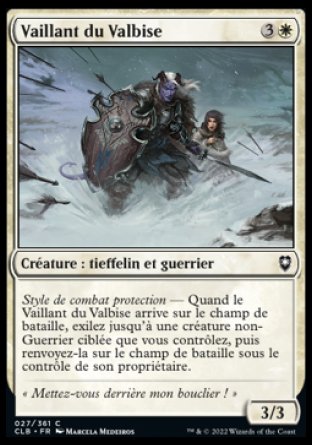 Vaillant du Valbise 3
Créature : tieffelin et guerrier
Style de combat protection — Quand le
Vaillant du Valbise arrive sur le champ de
bataille, exilez jusqu'à une créature non-
Guerrier ciblée que vous contrôlez, puis
renvoyez-la sur le champ de bataille sous
le contrôle de son propriétaire.
« Mettez-vous derrière mon bouclier ! »
3/3
027/361 C
CLB • FR Marcela Medeiros
™ & © 2022 Wizards of the Coast